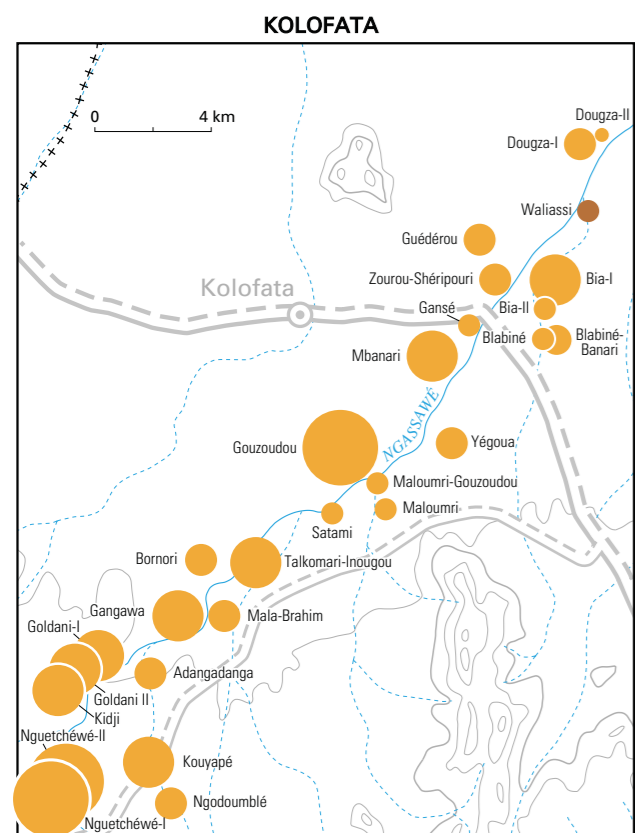 KOLOFATA
0 4 km
Dougza-II
Dougza-I
Waliassi
Guédérou
Zourou-Shéripouri
Bia-I
Kolofata
Gansé
Bia-II
Blabiné
Blabiné-
Banari
Mbanari
NGASSAWÉ
Gouzoudou
Yégoua
Maloumri-Gouzoudou
Maloumri
Satami
Bornori
Talkomari-Inougou
Gangawa
Mala-Brahim
Goldani-I
Adangadanga
Goldani II
Kidji
Nguetchéwé-II
Kouyapé
Ngodoumblé
Nguetchéwé-I